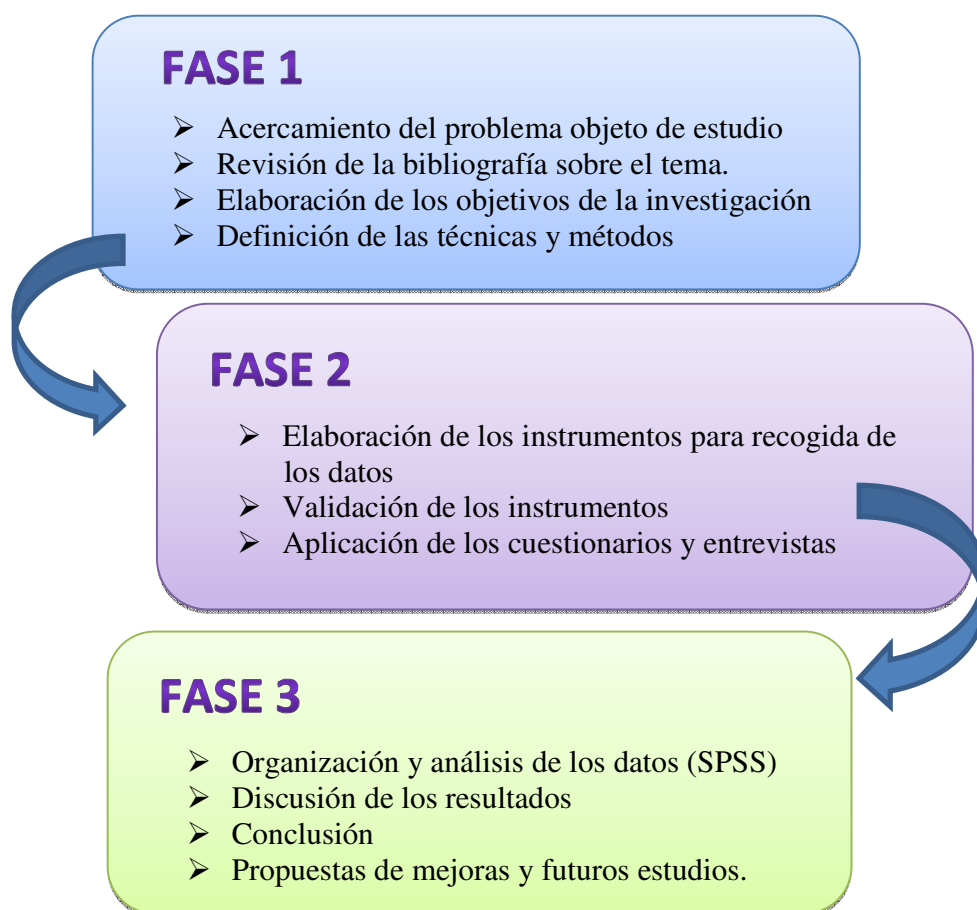 FASE 1
➢ Acercamiento del problema objeto de estudio
➢ Revisión de la bibliografía sobre el tema.
➢ Elaboración de los objetivos de la investigación
➢ Definición de las técnicas y métodos
FASE 2
➢ Elaboración de los instrumentos para recogida de
los datos
➢ Validación de los instrumentos
➢ Aplicación de los cuestionarios y entrevistas
FASE 3
➢ Organización y análisis de los datos (SPSS)
➢ Discusión de los resultados
➢ Conclusión
➢ Propuestas de mejoras y futuros estudios.